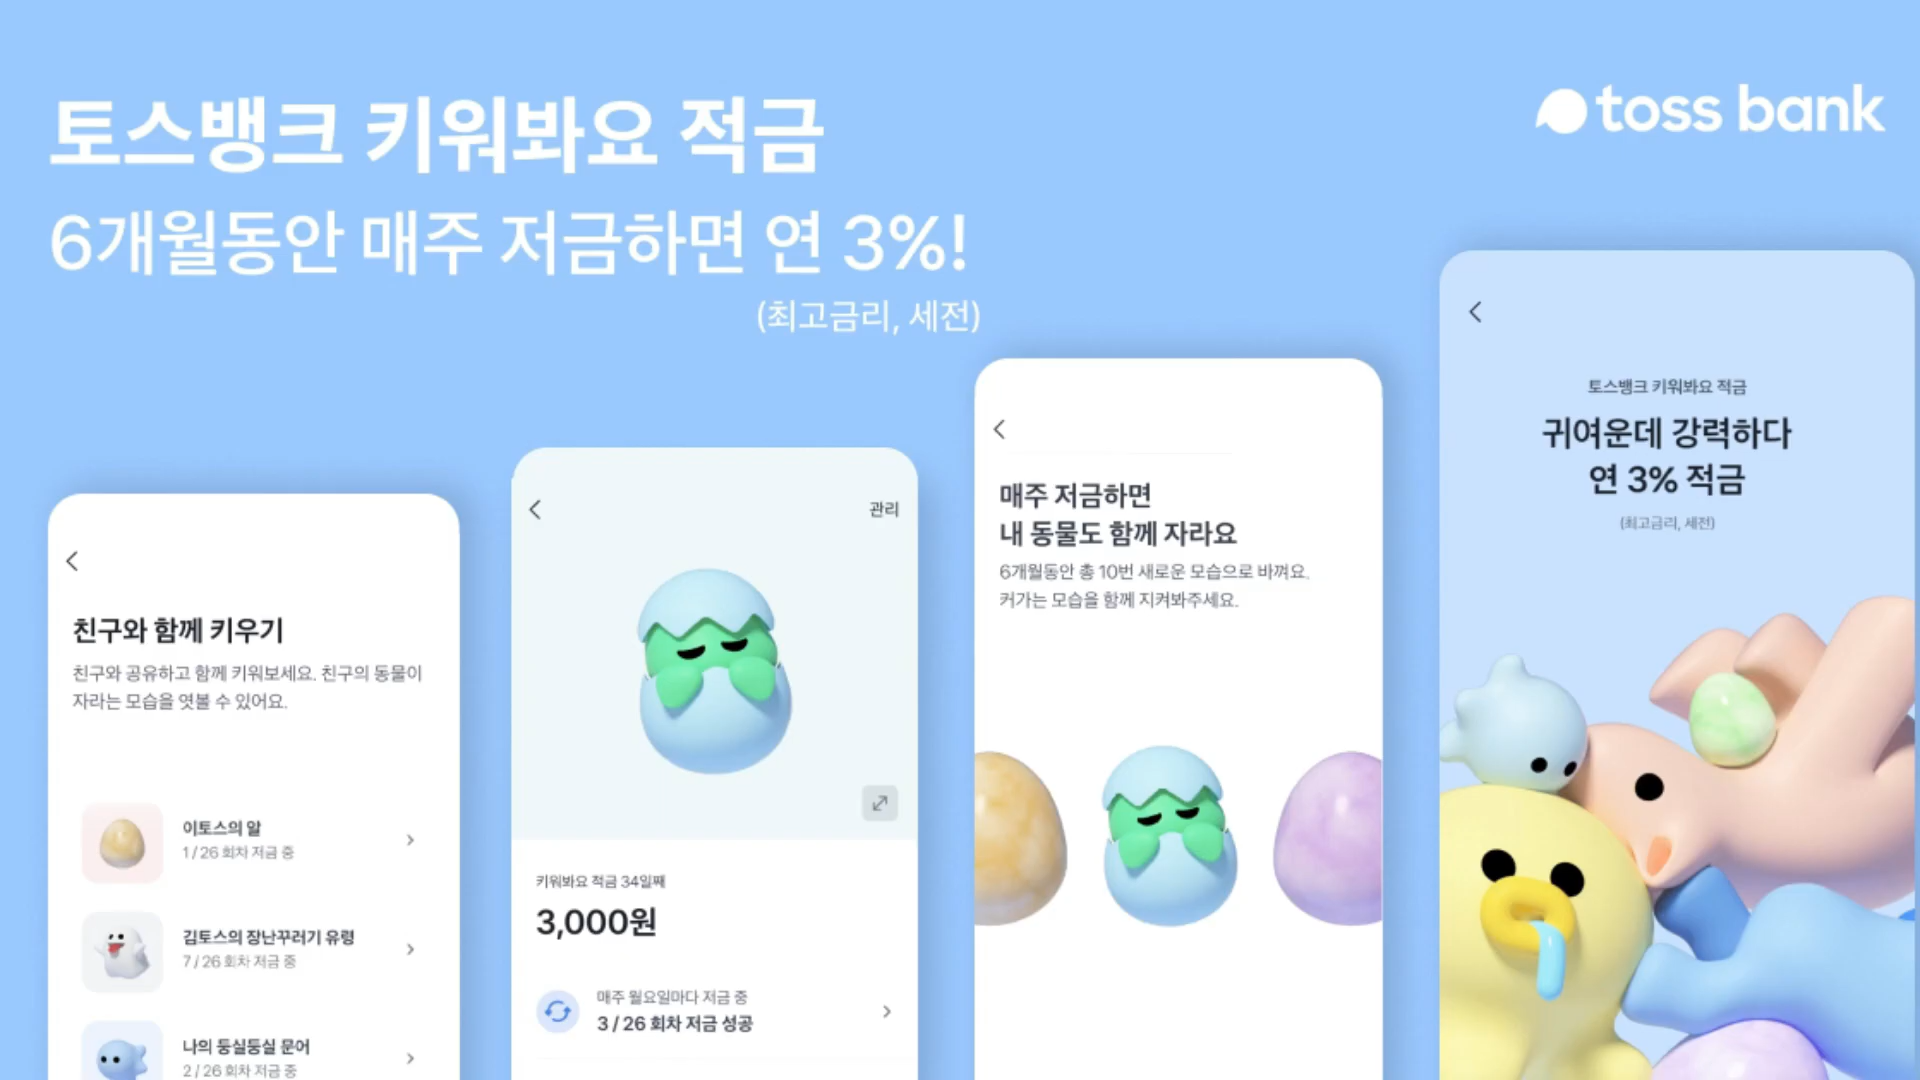 토스뱅크 키워봐요 적금
6개월동안 매주 저금하면 연 3%!
(최고금리, 세전)
toss bank
친구와 함께 키우기
친구와 공유하고 함께 키워보세요. 친구의 동물이
자라는 모습을 엿볼 수 있어요.
이토스의 알
1 / 26 회차 저금 중
김토스의 장난꾸러기 유령
7 / 26 회차 저금 중
나의 둥실둥실 문어
2 / 26 회차 저금 중
관리
키워봐요 적금 34일째
3,000원
매주 월요일마다 저금 중
3 / 26 회차 저금 성공
매주 저금하면
내 동물도 함께 자라요
6개월동안 총 10번 새로운 모습으로 바껴요.
커가는 모습을 함께 지켜봐주세요.
토스뱅크 키워봐요 적금
귀여운데 강력하다
연 3% 적금
(최고금리, 세전)